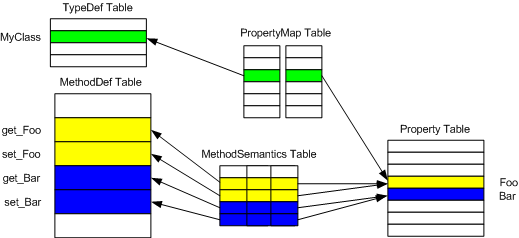 TypeDef Table
MyClass
PropertyMap Table
MethodDef Table
get_Foo
set_Foo
get_Bar
set_Bar
MethodSemantics Table
Property Table
Foo
Bar